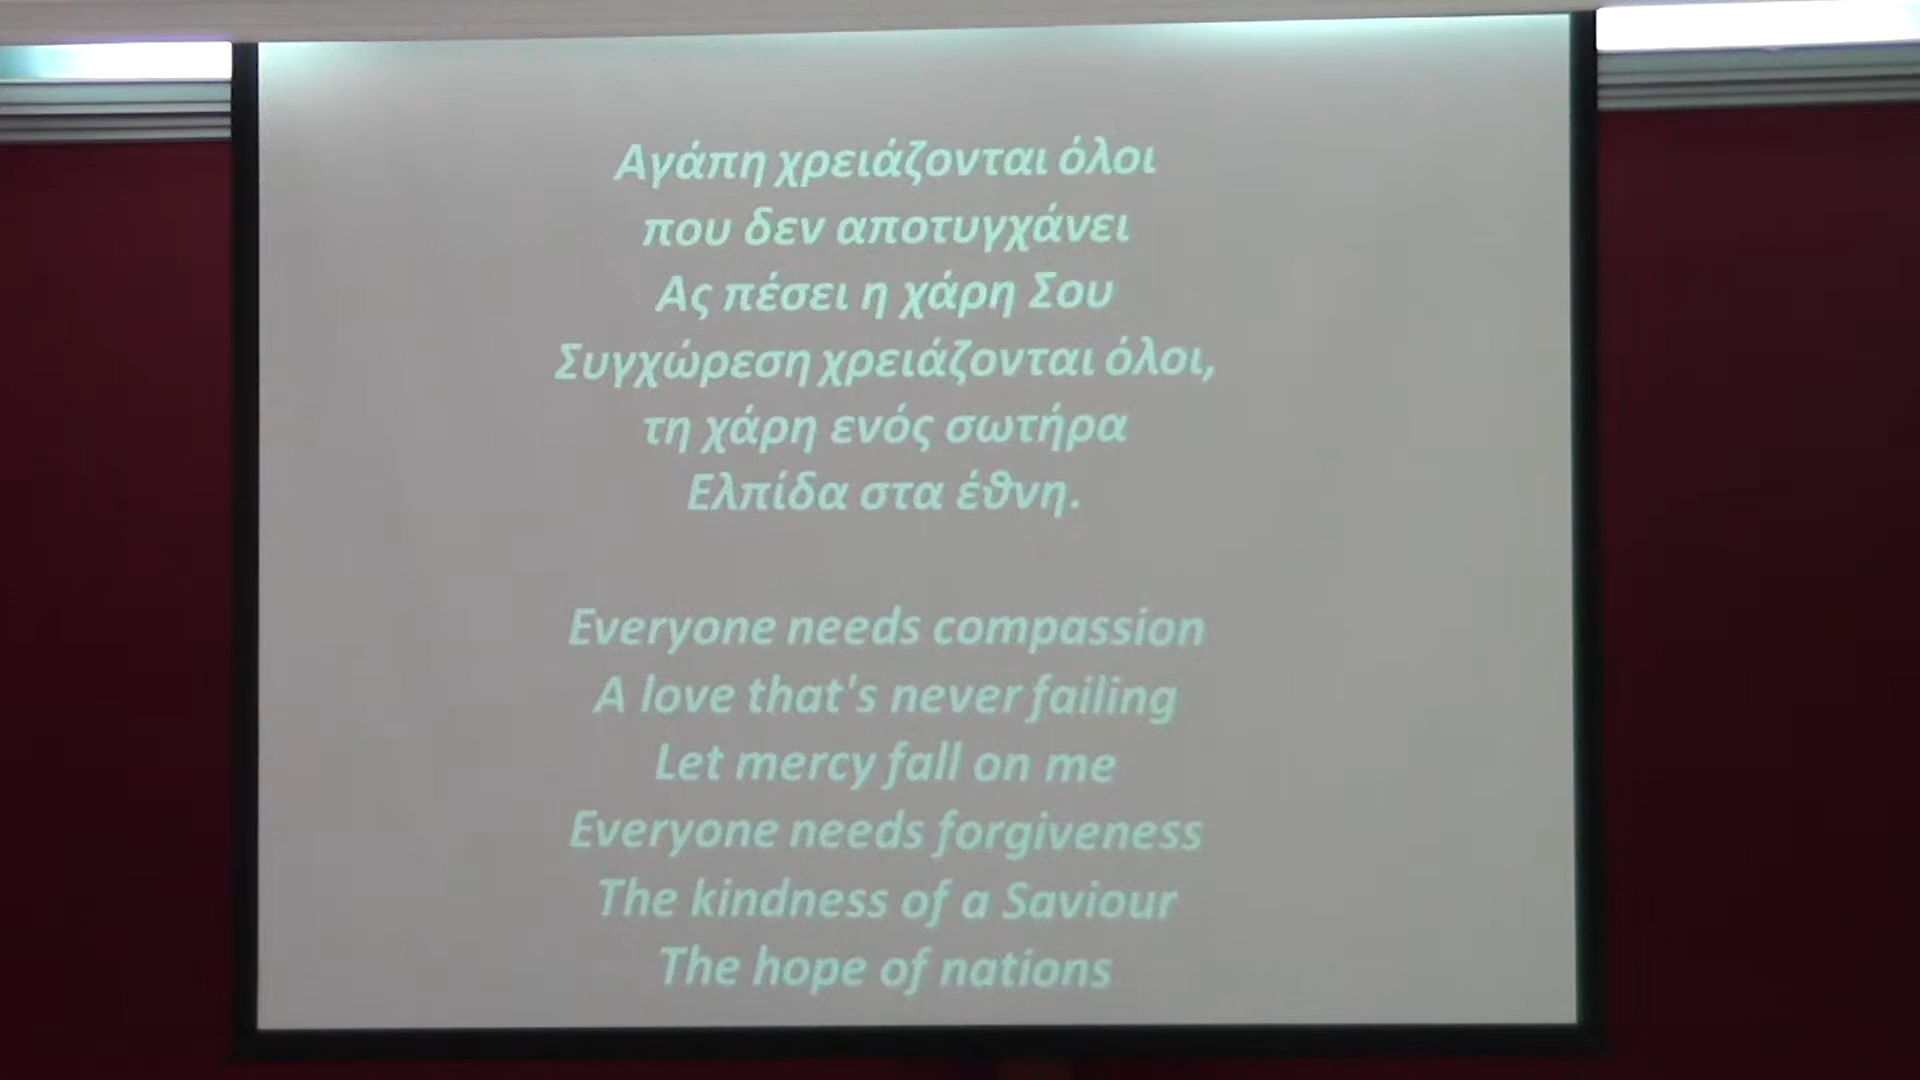 Αγάπη χρειάζονται όλοι
που δεν αποτυγχάνει
Ας πέσει η χάρη Σου
Συγχώρεση χρειάζονται όλοι,
τη χάρη ενός σωτήρα
Ελπίδα στα έθνη.
Everyone needs compassion
A love that's never failing
Let mercy fall on me
Everyone needs forgiveness
The kindness of a Saviour
The hope of nations